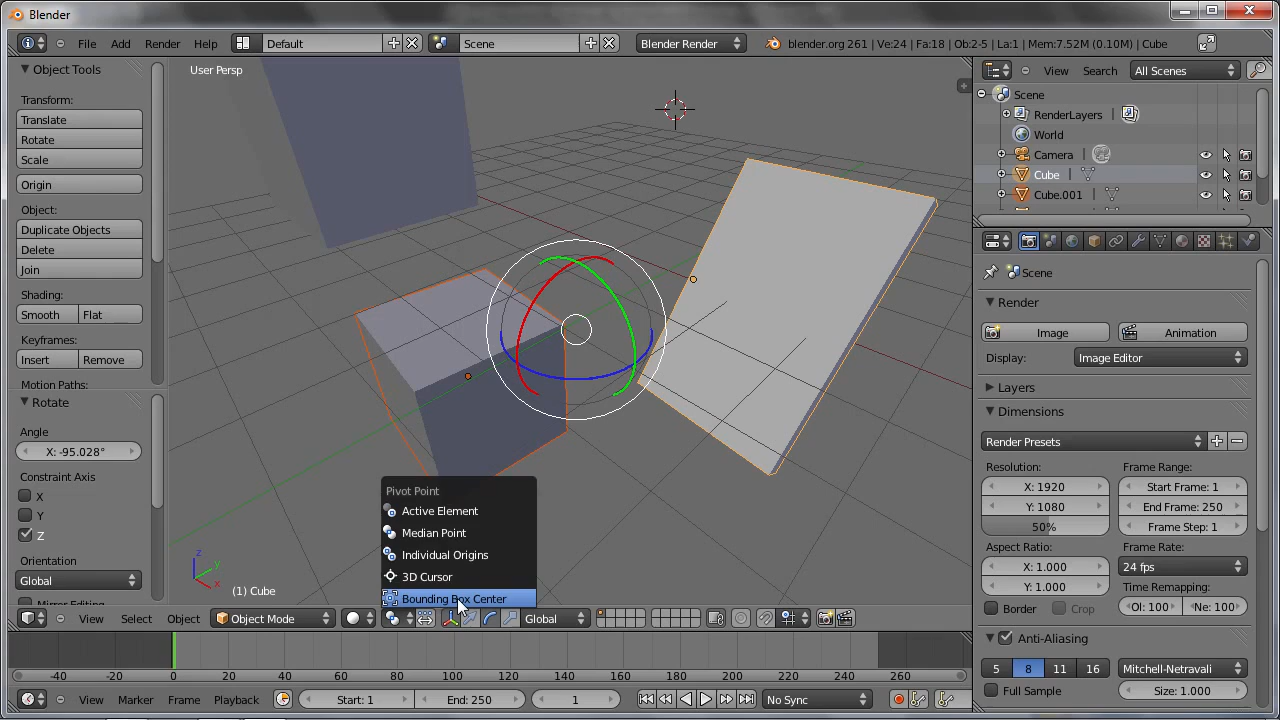 Blender
File Add Render Help Default Scene Blender Render blender.org 261 | Ve:24 | Fa:18 | Ob:2-5 | La:1 | Mem:7.52M (0.10M) | Cube
Object Tools
Transform:
Translate
Rotate
Scale
Origin
Object:
Duplicate Objects
Delete
Join
Shading:
Smooth Flat
Keyframes:
Insert Remove
Motion Paths:
Rotate
Angle
X: -95.028°
Constraint Axis
X
Y
Z
Orientation
Global
User Persp
z
y
x
(1) Cube
Pivot Point
Active Element
Median Point
Individual Origins
3D Cursor
Bounding Box Center
View Select Object Object Mode Global
View Search All Scenes
Scene
RenderLayers
World
Camera
Cube
Cube.001
Scene
Render
Image Animation
Display: Image Editor
Layers
Dimensions
Render Presets
Resolution: Frame Range:
X: 1920 Start Frame: 1
Y: 1080 End Frame: 250
50% Frame Step: 1
Aspect Ratio: Frame Rate:
X: 1.000 24 fps
Y: 1.000 Time Remapping:
Border Crop Ol: 100 Ne: 100
Anti-Aliasing
5 8 11 16 Mitchell-Netravali
Full Sample Size: 1.000
-40 -20 0 20 40 60 80 100 120 140 160 180 200 220 240 260
View Marker Frame Playback Start: 1 End: 250 1 No Sync